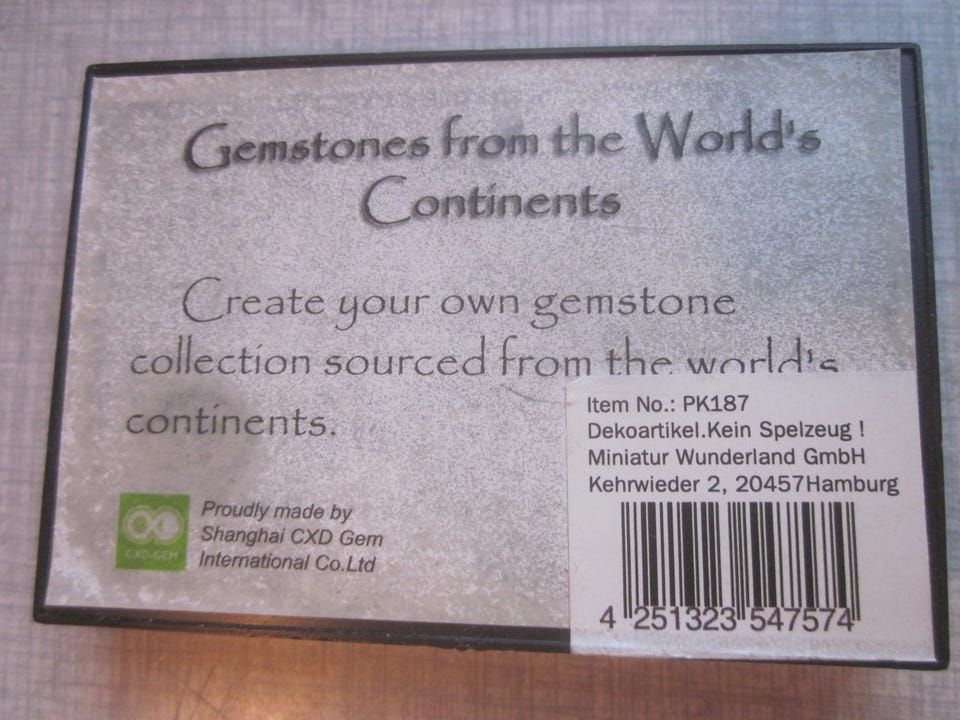 Gemstones from the World's
Continents
Create your own gemstone
collection sourced from the world's
continents.
CXD-GEM
Proudly made by
Shanghai CXD Gem
International Co.Ltd
Item No.: PK187
Dekoartikel.Kein Spelzeug !
Miniatur Wunderland GmbH
Kehrwieder 2, 20457Hamburg
4 251323 547574